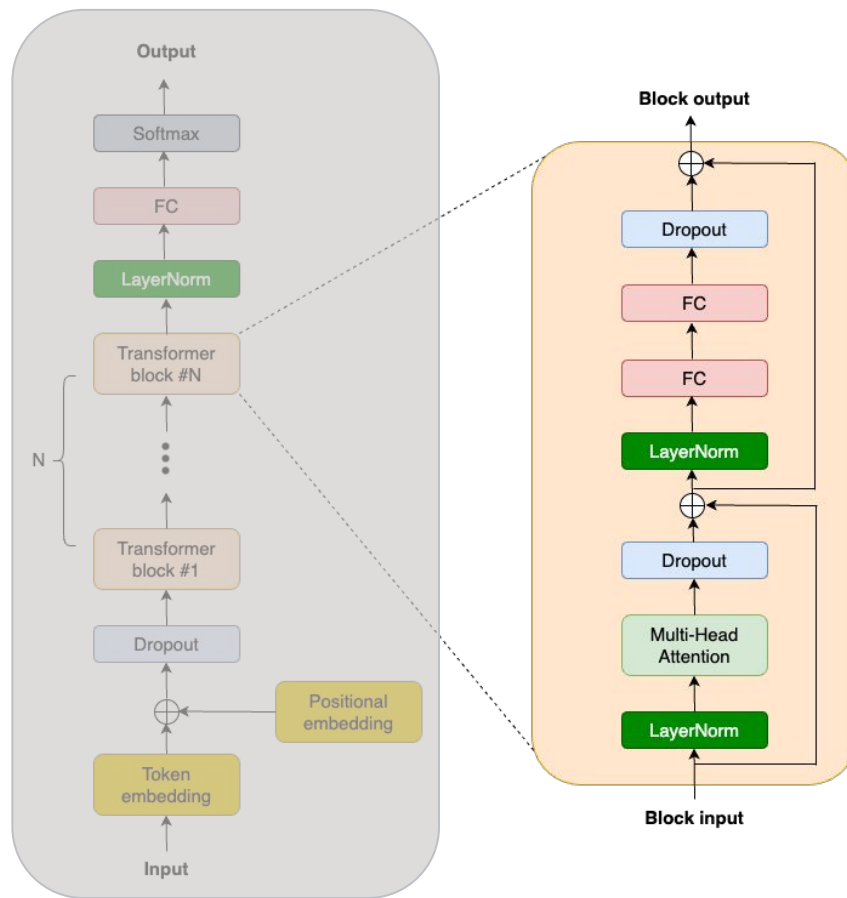 Output
Softmax
FC
LayerNorm
Transformer
block #N
N
Transformer
block #1
Dropout
Positional
embedding
Token
embedding
Input
Block output
Dropout
FC
FC
LayerNorm
Dropout
Multi-Head
Attention
LayerNorm
Block input